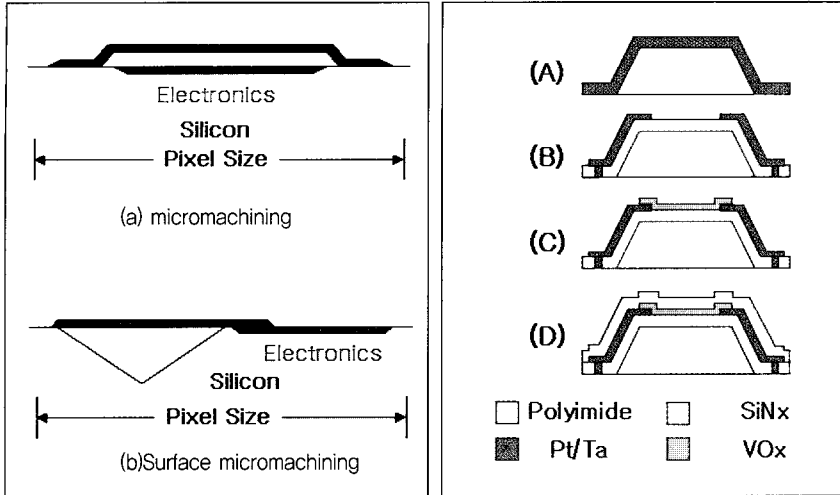 Electronics
Silicon
Pixel Size
(a) micromachining
Electronics
Silicon
Pixel Size
(b)Surface micromachining
(A)
(B)
(C)
(D)
Polyimide
SiNx
Pt/Ta
VOx